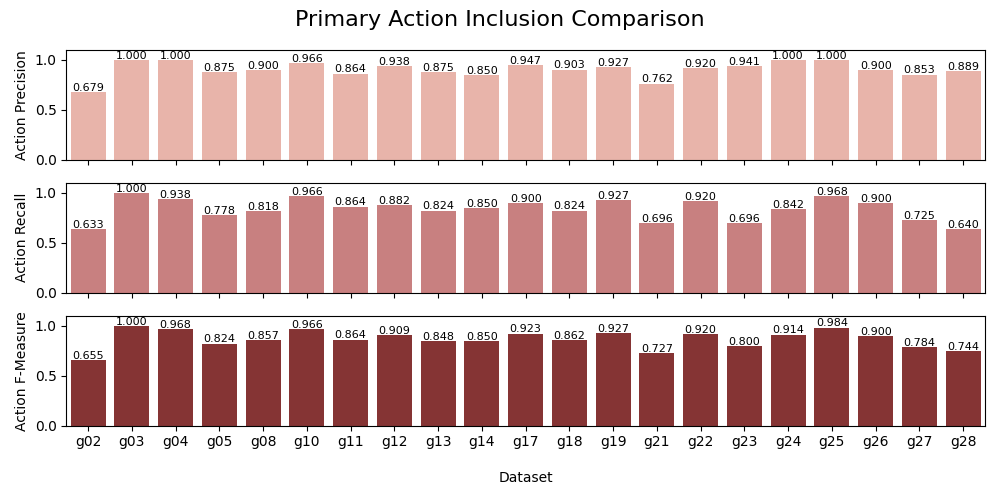 Primary Action Inclusion Comparison
Action Precision
1.0
0.5
0.0
0.679 1.000 1.000 0.875 0.900 0.966 0.864 0.938 0.875 0.850 0.947 0.903 0.927 0.762 0.920 0.941 1.000 1.000 0.900 0.853 0.889
Action Recall
1.0
0.5
0.0
0.633 1.000 0.938 0.778 0.818 0.966 0.864 0.882 0.824 0.850 0.900 0.824 0.927 0.696 0.920 0.696 0.842 0.968 0.900 0.725 0.640
Action F-Measure
1.0
0.5
0.0
0.655 1.000 0.968 0.824 0.857 0.966 0.864 0.909 0.848 0.850 0.923 0.862 0.927 0.727 0.920 0.800 0.914 0.984 0.900 0.784 0.744
g02 g03 g04 g05 g08 g10 g11 g12 g13 g14 g17 g18 g19 g21 g22 g23 g24 g25 g26 g27 g28
Dataset